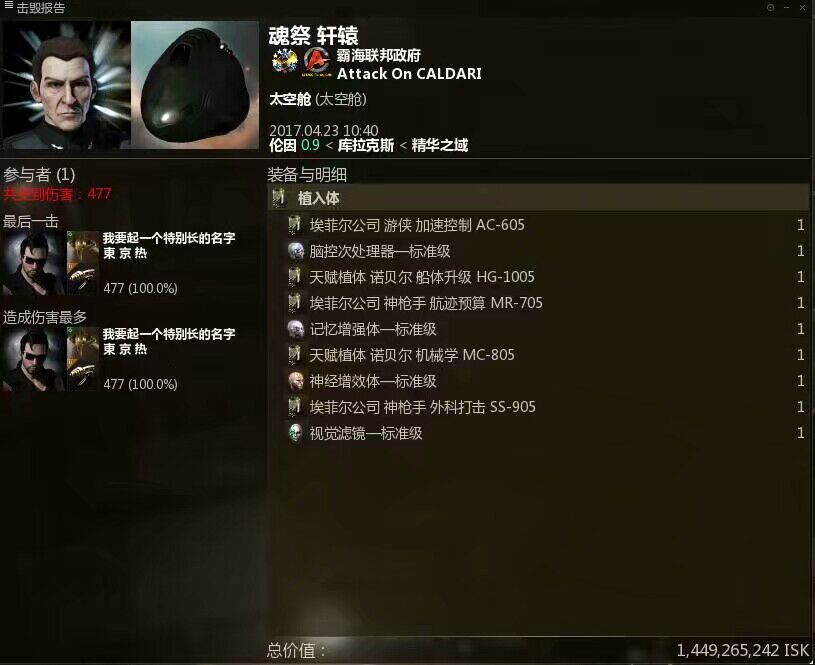 击毁报告
魂祭 轩辕
霸海联邦政府
Attack On CALDARI
太空舱 (太空舱)
2017.04.23 10:40
伦因 0.9 < 库拉克斯 < 精华之域
参与者 (1)
共受到伤害：477
最后一击
我要起一个特别长的名字
東 京 热
477 (100.0%)
造成伤害最多
我要起一个特别长的名字
東 京 热
477 (100.0%)
装备与明细
植入体
埃菲尔公司 游侠 加速控制 AC-605 1
脑控次处理器—标准级 1
天赋植体 诺贝尔 船体升级 HG-1005 1
埃菲尔公司 神枪手 航迹预算 MR-705 1
记忆增强体—标准级 1
天赋植体 诺贝尔 机械学 MC-805 1
神经增效体—标准级 1
埃菲尔公司 神枪手 外科打击 SS-905 1
视觉滤镜—标准级 1
总价值： 1,449,265,242 ISK